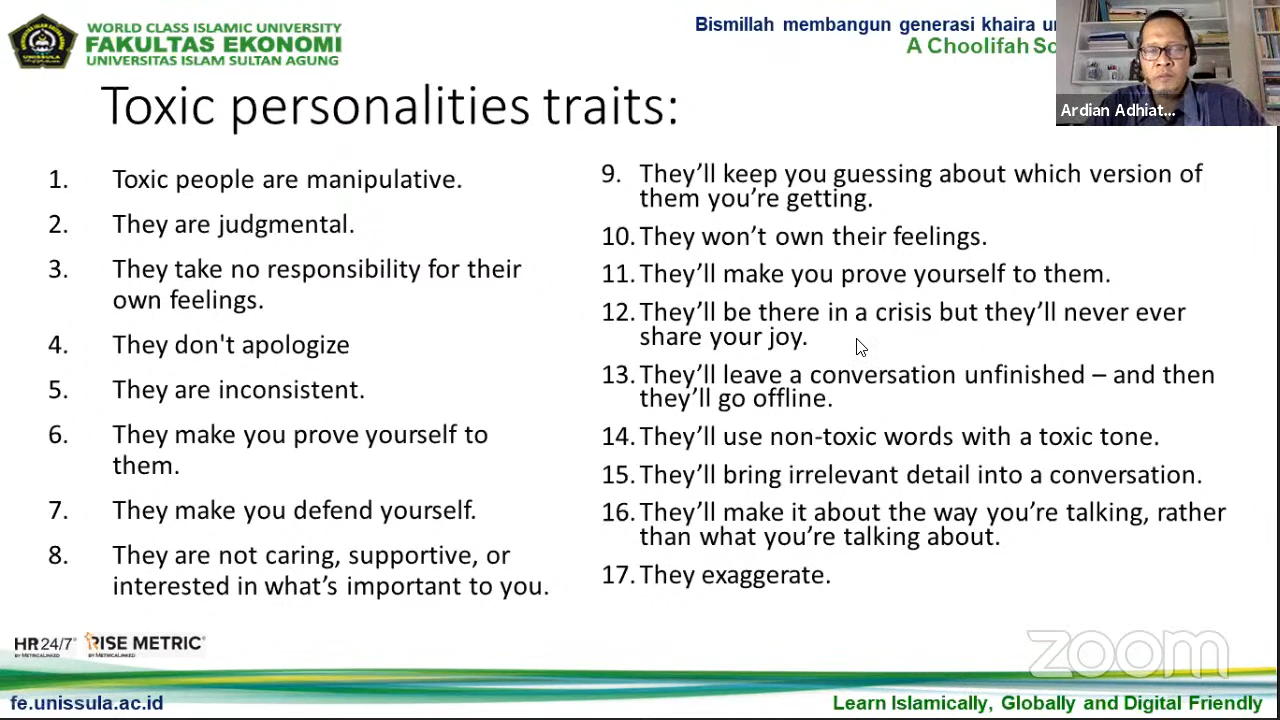 WORLD CLASS ISLAMIC UNIVERSITY
FAKULTAS EKONOMI
UNIVERSITAS ISLAM SULTAN AGUNG
UNISSULA
Bismillah membangun generasi khaira
A Choolifah
Ardian Adhiat...
Toxic personalities traits:
1. Toxic people are manipulative.
2. They are judgmental.
3. They take no responsibility for their
own feelings.
4. They don't apologize
5. They are inconsistent.
6. They make you prove yourself to
them.
7. They make you defend yourself.
8. They are not caring, supportive, or
interested in what's important to you.
9. They'll keep you guessing about which version of
them you're getting.
10. They won't own their feelings.
11. They'll make you prove yourself to them.
12. They'll be there in a crisis but they'll never ever
share your joy.
13. They'll leave a conversation unfinished – and then
they'll go offline.
14. They'll use non-toxic words with a toxic tone.
15. They'll bring irrelevant detail into a conversation.
16. They'll make it about the way you're talking, rather
than what you're talking about.
17. They exaggerate.
HR 24/7 RISE METRIC
BY METRICALINKED BY METRICALINKED
zoom
fe.unissula.ac.id
Learn Islamically, Globally and Digital Friendly